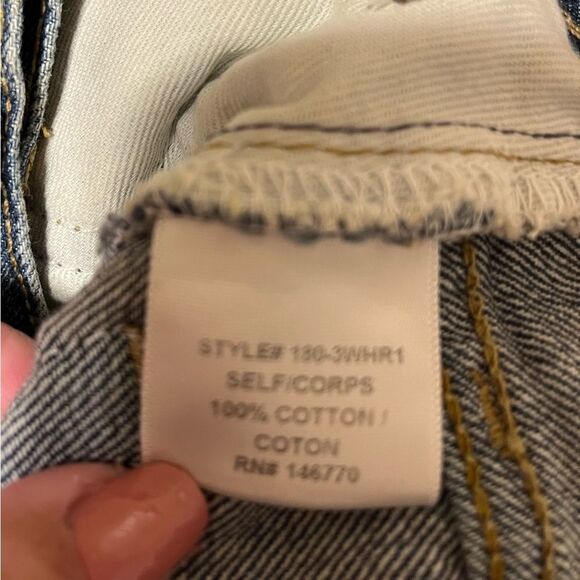 STYLE# 180-3WHR1
SELF/CORPS
100% COTTON /
COTON
RN# 146770